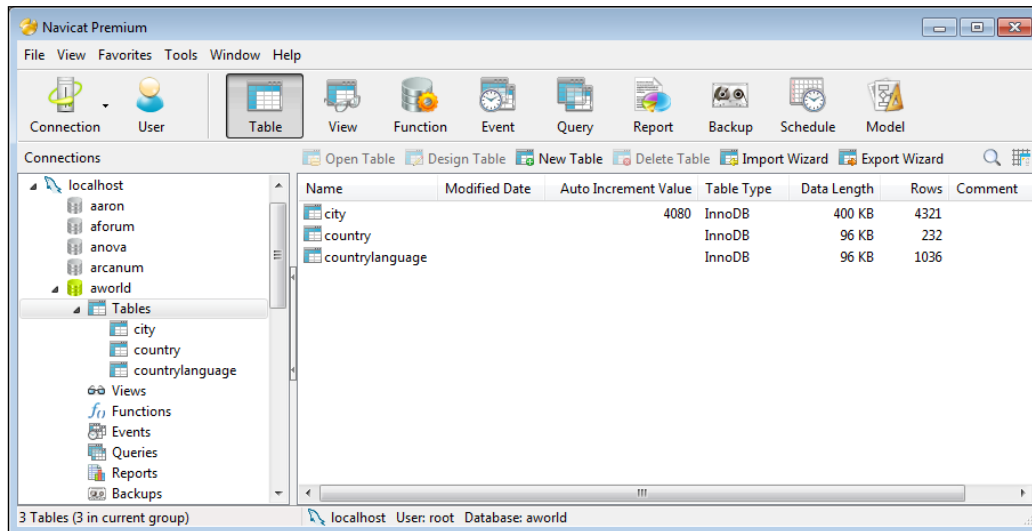 Navicat Premium
File View Favorites Tools Window Help
Connection User Table View Function Event Query Report Backup Schedule Model
Connections
Open Table Design Table New Table Delete Table Import Wizard Export Wizard
localhost
aaron
aforum
anova
arcanum
aworld
Tables
city
country
countrylanguage
Views
f() Functions
Events
Queries
Reports
Backups
Name Modified Date Auto Increment Value Table Type Data Length Rows Comment
city 4080 InnoDB 400 KB 4321
country InnoDB 96 KB 232
countrylanguage InnoDB 96 KB 1036
3 Tables (3 in current group) localhost User: root Database: aworld